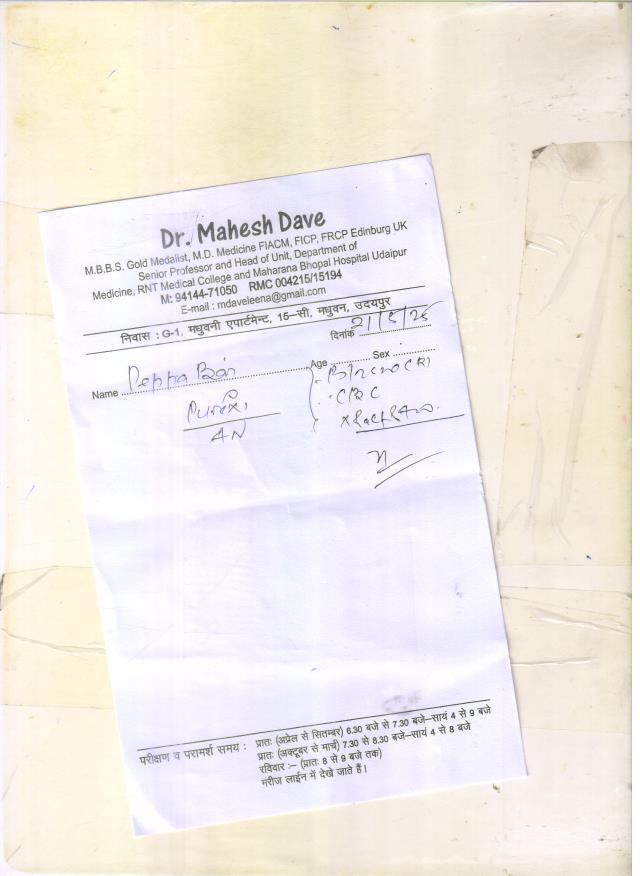 Dr. Mahesh Dave
M.B.B.S. Gold Medalist, M.D. Medicine FIACM, FICP, FRCP Edinburg UK
Senior Professor and Head of Unit, Department of
Medicine, RNT Medical College and Maharana Bhopal Hospital Udaipur
M: 94144-71050 RMC 004215/15194
E-mail : mdaveleena@gmail.com
निवास : G-1, मधुवनी एपार्टमेन्ट, 15-सी, मधुवन, उदयपुर
दिनांक
Name Age Sex
CBC
परीक्षण व परामर्श समय : प्रातः (अप्रेल से सितम्बर) 6.30 बजे से 7.30 बजे–सायं 4 से 9 बजे
प्रातः (अक्टूबर से मार्च) 7.30 से 8.30 बजे–सायं 4 से 8 बजे
रविवार :– (प्रातः 8 से 9 बजे तक)
मरीज लाईन में देखे जाते हैं।